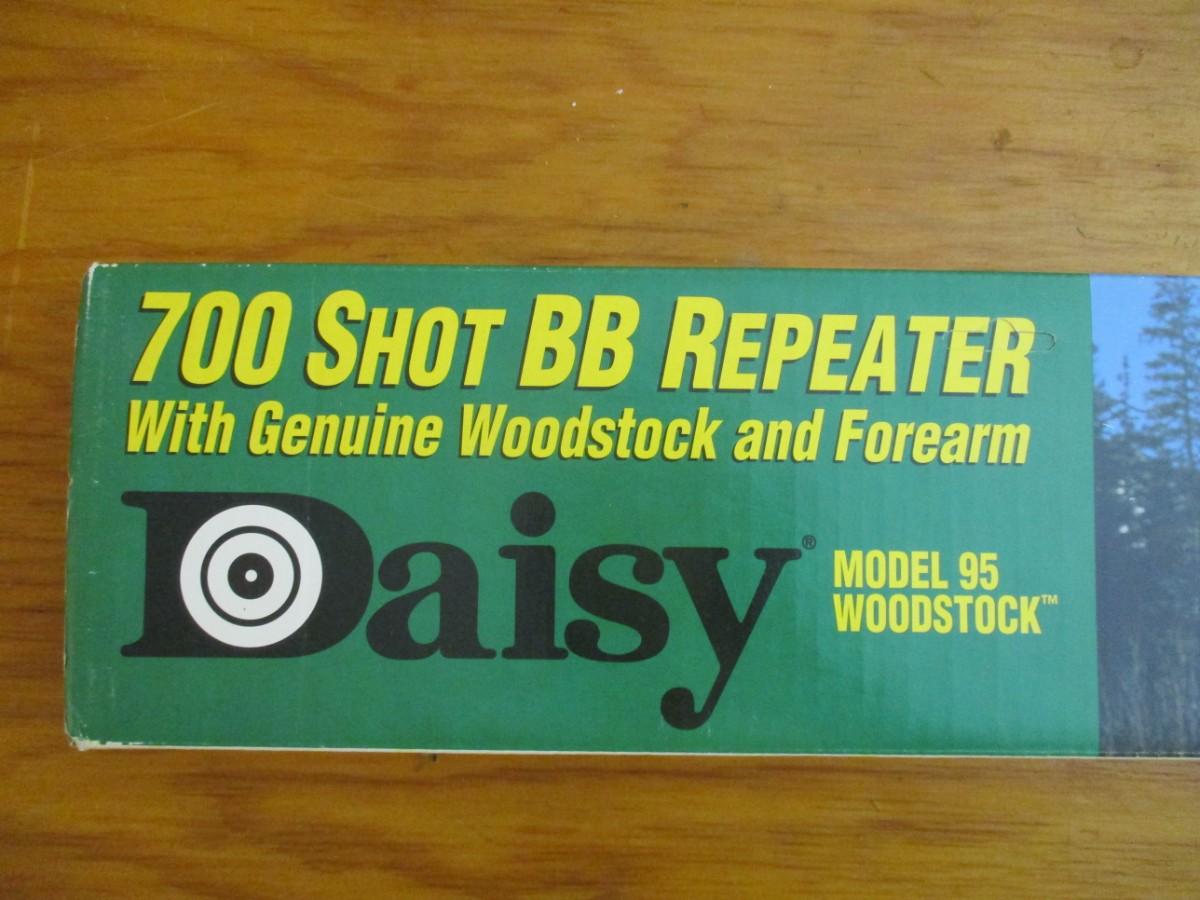 700 SHOT BB REPEATER
With Genuine Woodstock and Forearm
Daisy®
MODEL 95
WOODSTOCK™